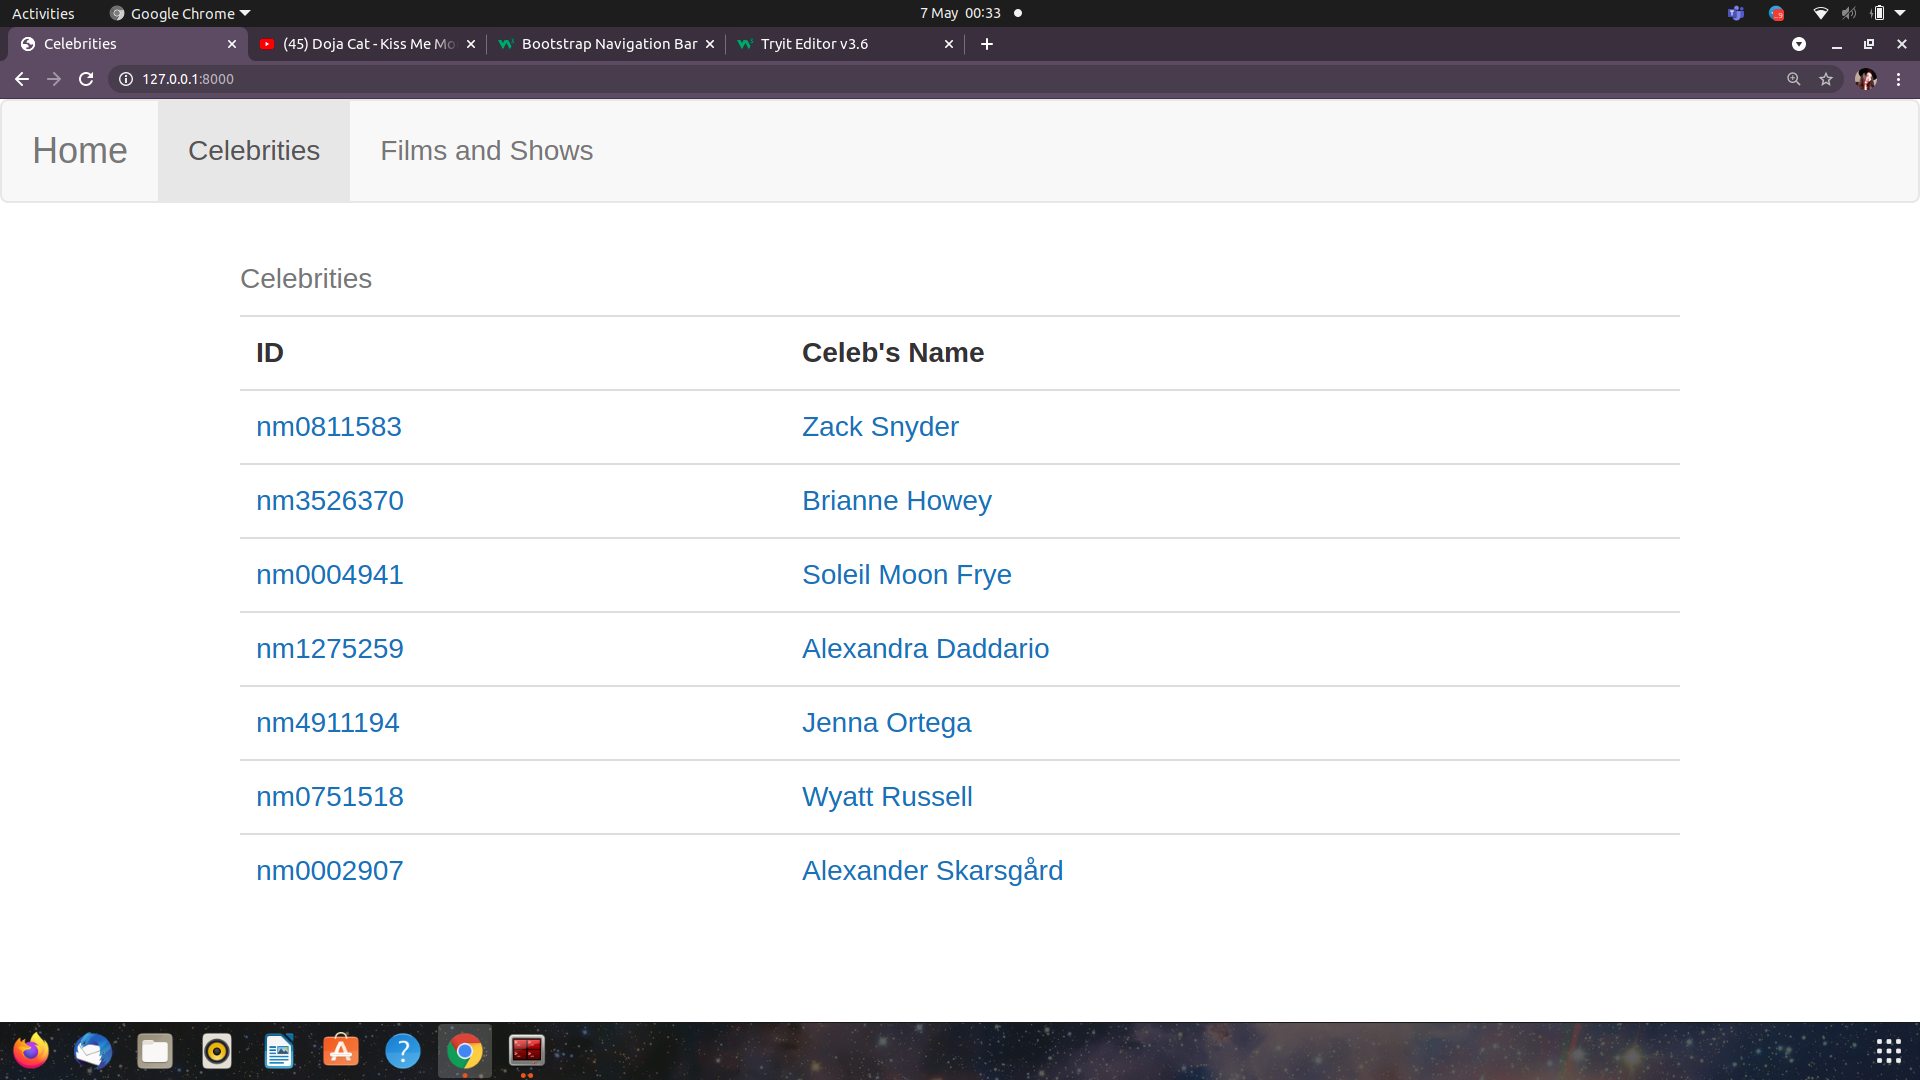 Activities Google Chrome 7 May 00:33
Celebrities (45) Doja Cat - Kiss Me Mo Bootstrap Navigation Bar Tryit Editor v3.6
127.0.0.1:8000
Home Celebrities Films and Shows
Celebrities
ID Celeb's Name
nm0811583 Zack Snyder
nm3526370 Brianne Howey
nm0004941 Soleil Moon Frye
nm1275259 Alexandra Daddario
nm4911194 Jenna Ortega
nm0751518 Wyatt Russell
nm0002907 Alexander Skarsgård